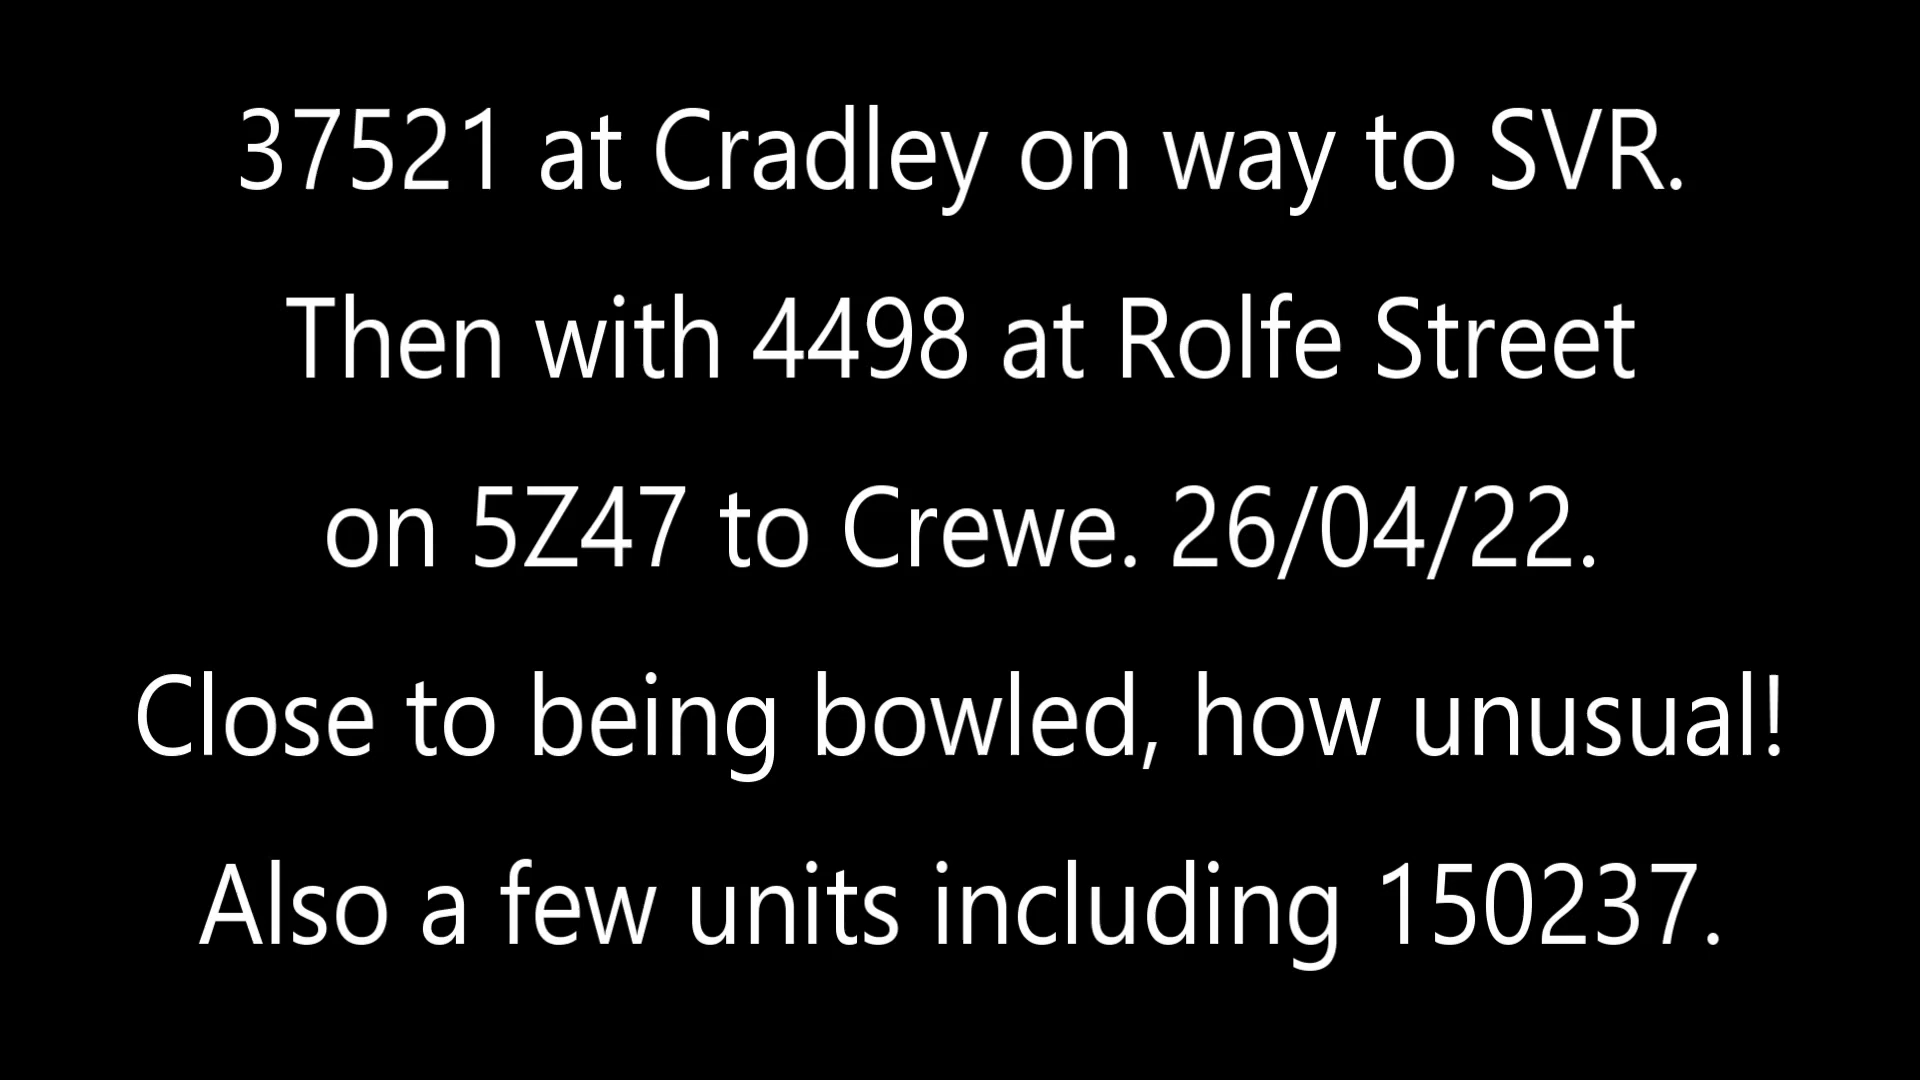 37521 at Cradley on way to SVR.
Then with 4498 at Rolfe Street
on 5Z47 to Crewe. 26/04/22.
Close to being bowled, how unusual!
Also a few units including 150237.